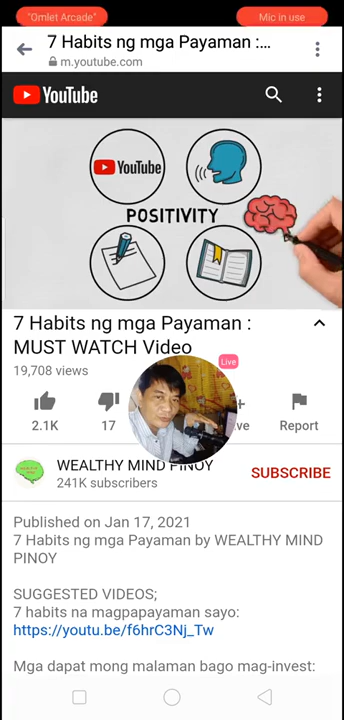 "Omlet Arcade"
Mic in use
7 Habits ng mga Payaman :...
m.youtube.com
YouTube
YouTube
POSITIVITY
7 Habits ng mga Payaman :
MUST WATCH Video
19,708 views
Live
2.1K
17
ve
Report
WEALTHY MIND PINOY
241K subscribers
SUBSCRIBE
Published on Jan 17, 2021
7 Habits ng mga Payaman by WEALTHY MIND
PINOY
SUGGESTED VIDEOS;
7 habits na magpapayaman sayo:
https://youtu.be/f6hrC3Nj_Tw
Mga dapat mong malaman bago mag-invest: